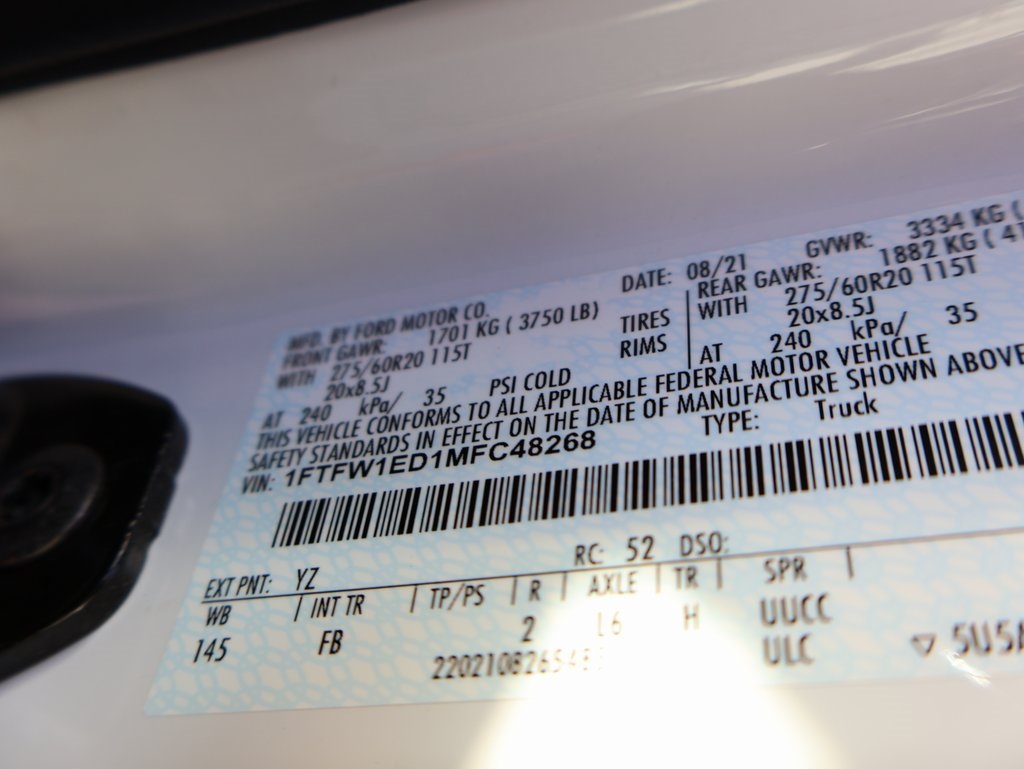 MFD. BY FORD MOTOR CO.
DATE: 08/21
GVWR: 3334 KG (
FRONT GAWR: 1701 KG ( 3750 LB)
REAR GAWR: 1882 KG ( 41
WITH 275/60R20 115T TIRES
WITH 275/60R20 115T
20x8.5J RIMS
20x8.5J
AT 240 kPa/ 35 PSI COLD
AT 240 kPa/ 35
THIS VEHICLE CONFORMS TO ALL APPLICABLE FEDERAL MOTOR VEHICLE
SAFETY STANDARDS IN EFFECT ON THE DATE OF MANUFACTURE SHOWN ABOVE
VIN: 1FTFW1ED1MFC48268
TYPE: Truck
EXT PNT: YZ RC: 52 DSO:
WB | INT TR | TP/PS | R | AXLE | TR | SPR |
145 FB 2 L6 H UUCC
2202108265 ULC ▽ 5U5A